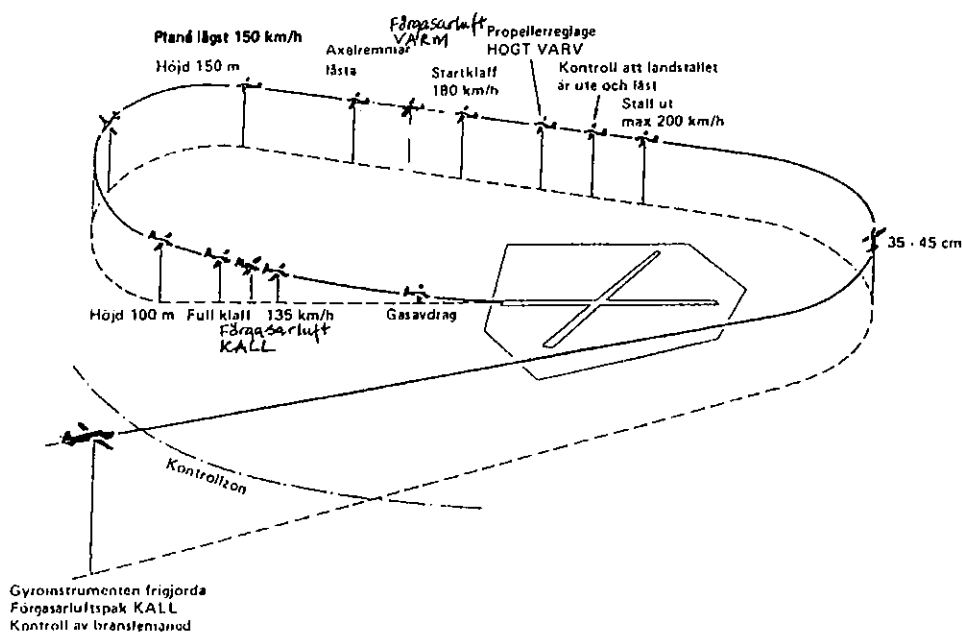 Förgasarluft
VARM
Propellerreglage
HÖGT VARV
Plané lägst 150 km/h
Höjd 150 m
Axelremmar
låsta
Startklaff
180 km/h
Kontroll att landstället
är ute och låst
Ställ ut
max 200 km/h
35 - 45 cm
Höjd 100 m
Full klaff
135 km/h
Gasavdrag
Förgasarluft
KALL
Kontrollzon
Gyroinstrumenten frigjorda
Förgasarluftspak KALL
Kontroll av bränslemängd